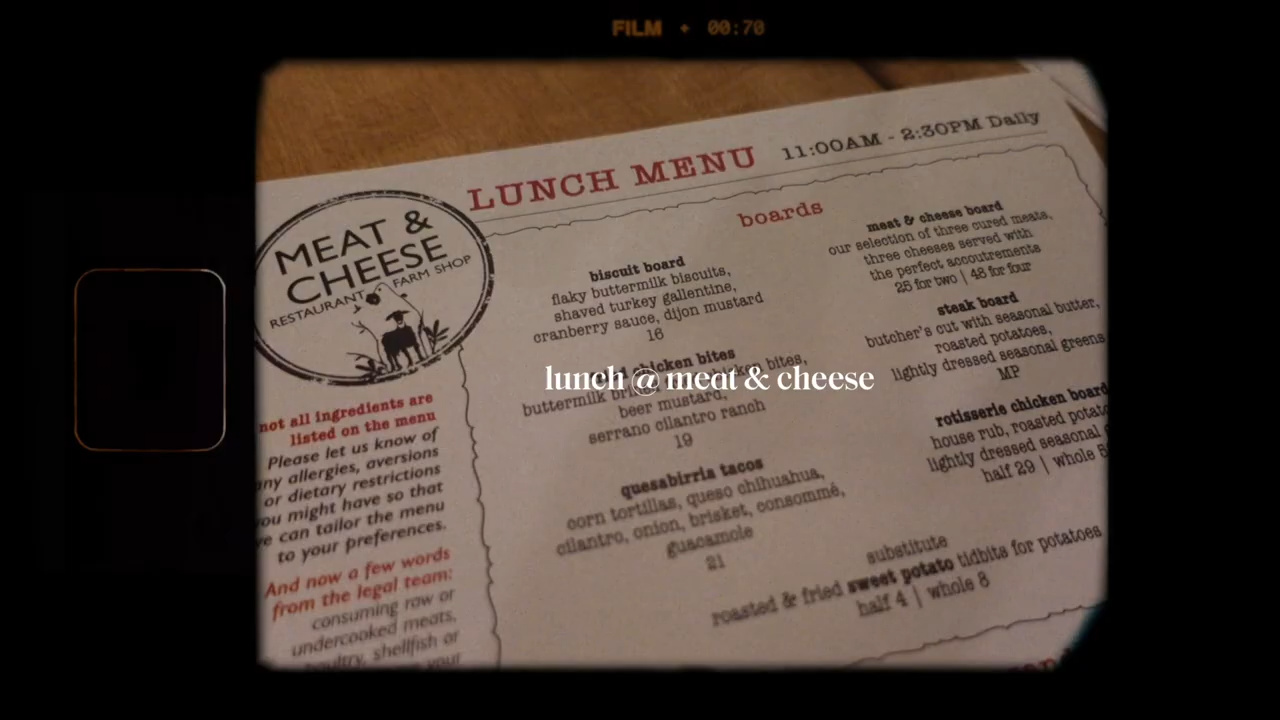 FILM + 00:70
LUNCH MENU 11:00AM - 2:30PM Daily
MEAT &
CHEESE
RESTAURANT FARM SHOP
boards
biscuit board
flaky buttermilk biscuits,
shaved turkey gallentine,
cranberry sauce, dijon mustard
16
chicken bites
buttermilk chicken bites,
beer mustard,
serrano cilantro ranch
19
quesabirria tacos
corn tortillas, queso chihuahua,
cilantro, onion, brisket, consommé,
guacamole
21
meat & cheese board
our selection of three cured meats,
three cheeses served with
the perfect accoutrements
25 for two | 48 for four
steak board
butcher's cut with seasonal butter,
roasted potatoes,
lightly dressed seasonal greens
MP
rotisserie chicken board
house rub, roasted
lightly dressed seasonal
half 29 | whole
substitute
roasted & fried sweet potato tidbits for potatoes
half 4 | whole 8
lunch @ meat & cheese
not all ingredients are
listed on the menu
Please let us know of
any allergies, aversions
or dietary restrictions
you might have so that
we can tailor the menu
to your preferences.
And now a few words
from the legal team:
consuming raw or
undercooked meats,
poultry, shellfish or
your